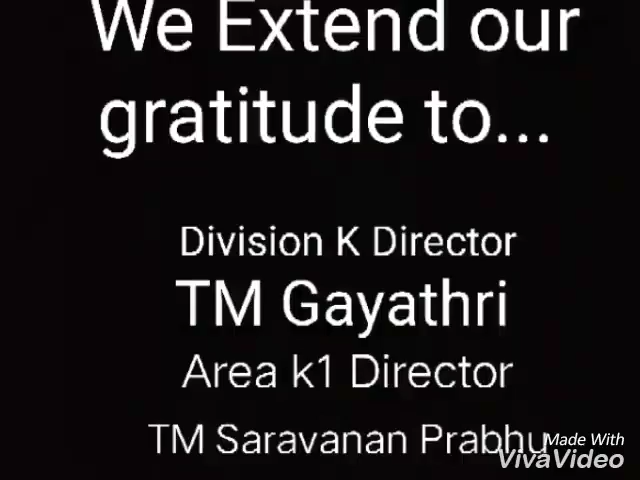 We Extend our
gratitude to...
Division K Director
TM Gayathri
Area k1 Director
TM Saravanan Prabhu
Made With
VivaVideo